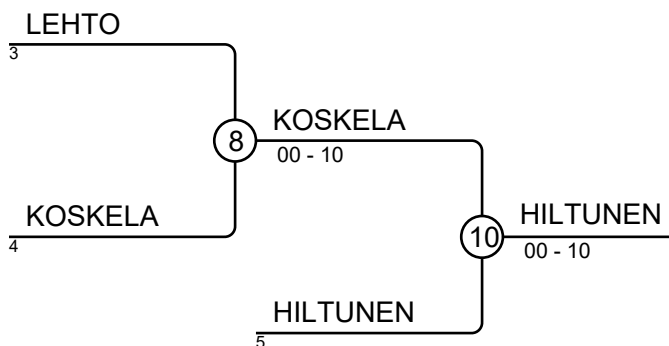 LEHTO
3
8
KOSKELA
00 - 10
KOSKELA
4
10
HILTUNEN
00 - 10
HILTUNEN
5